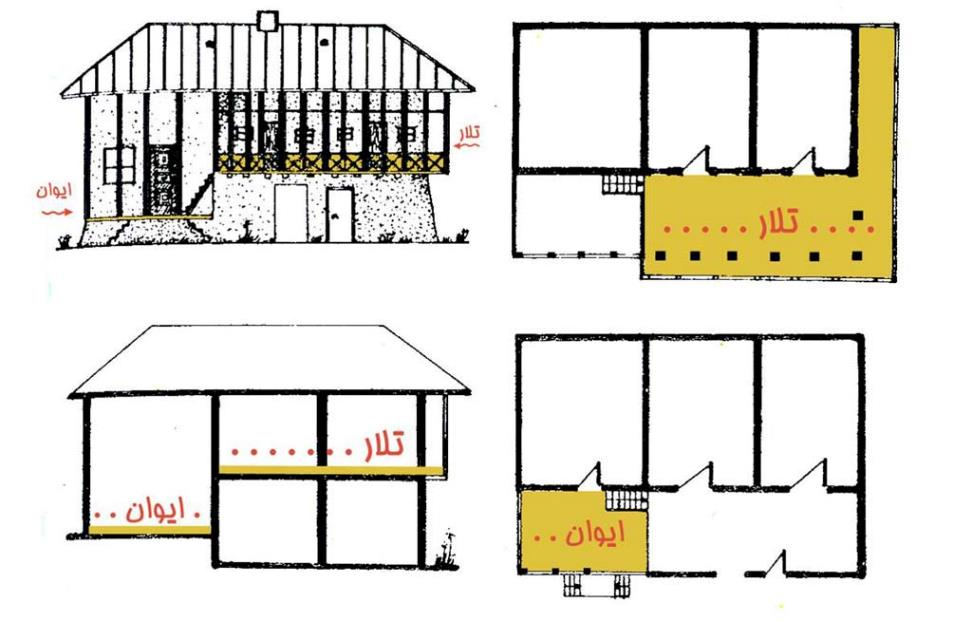 تلار
ایوان
. . . . . تلار . . . .
. . . . . . . تلار
. . ایوان .
. . ایوان